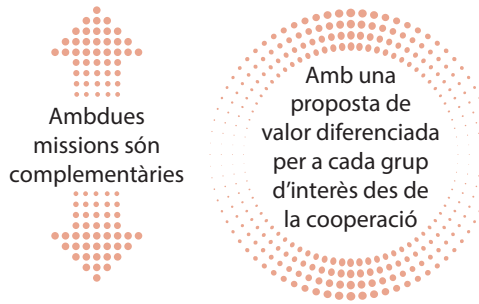 Ambdues
missions són
complementàries
Amb una
proposta de
valor diferenciada
per a cada grup
d’interès des de
la cooperació